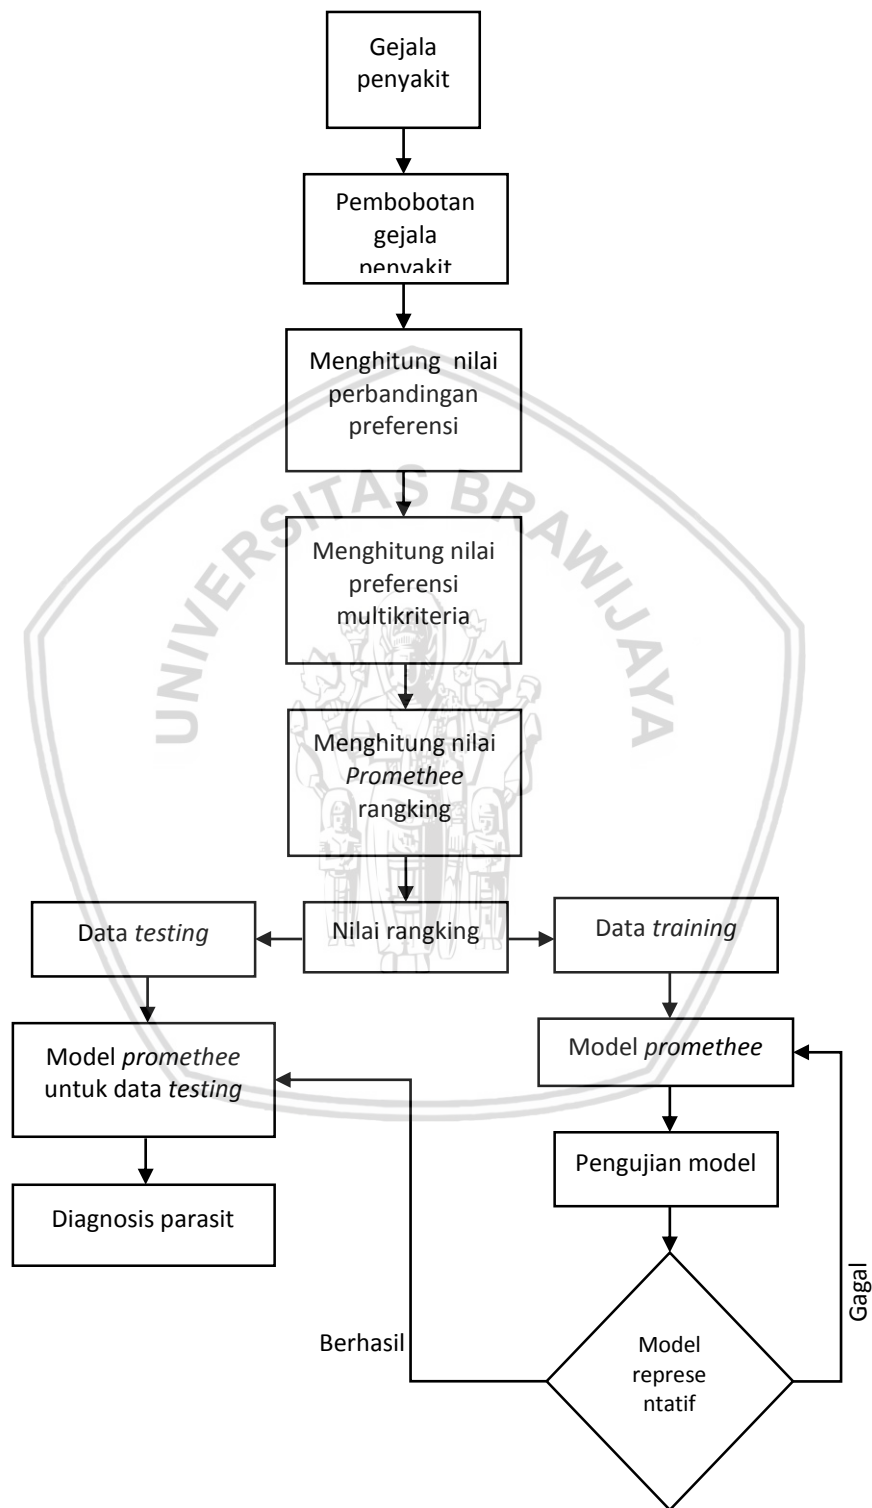 Gejala
penyakit
Pembobotan
gejala
penyakit
Menghitung nilai
perbandingan
preferensi
UNIVERSITAS BRAWIJAYA
Menghitung nilai
preferensi
multikriteria
Menghitung nilai
Promethee
rangking
Data testing
Nilai rangking
Data training
Model promethee
untuk data testing
Model promethee
Pengujian model
Diagnosis parasit
Gagal
Berhasil
Model
represe
ntatif